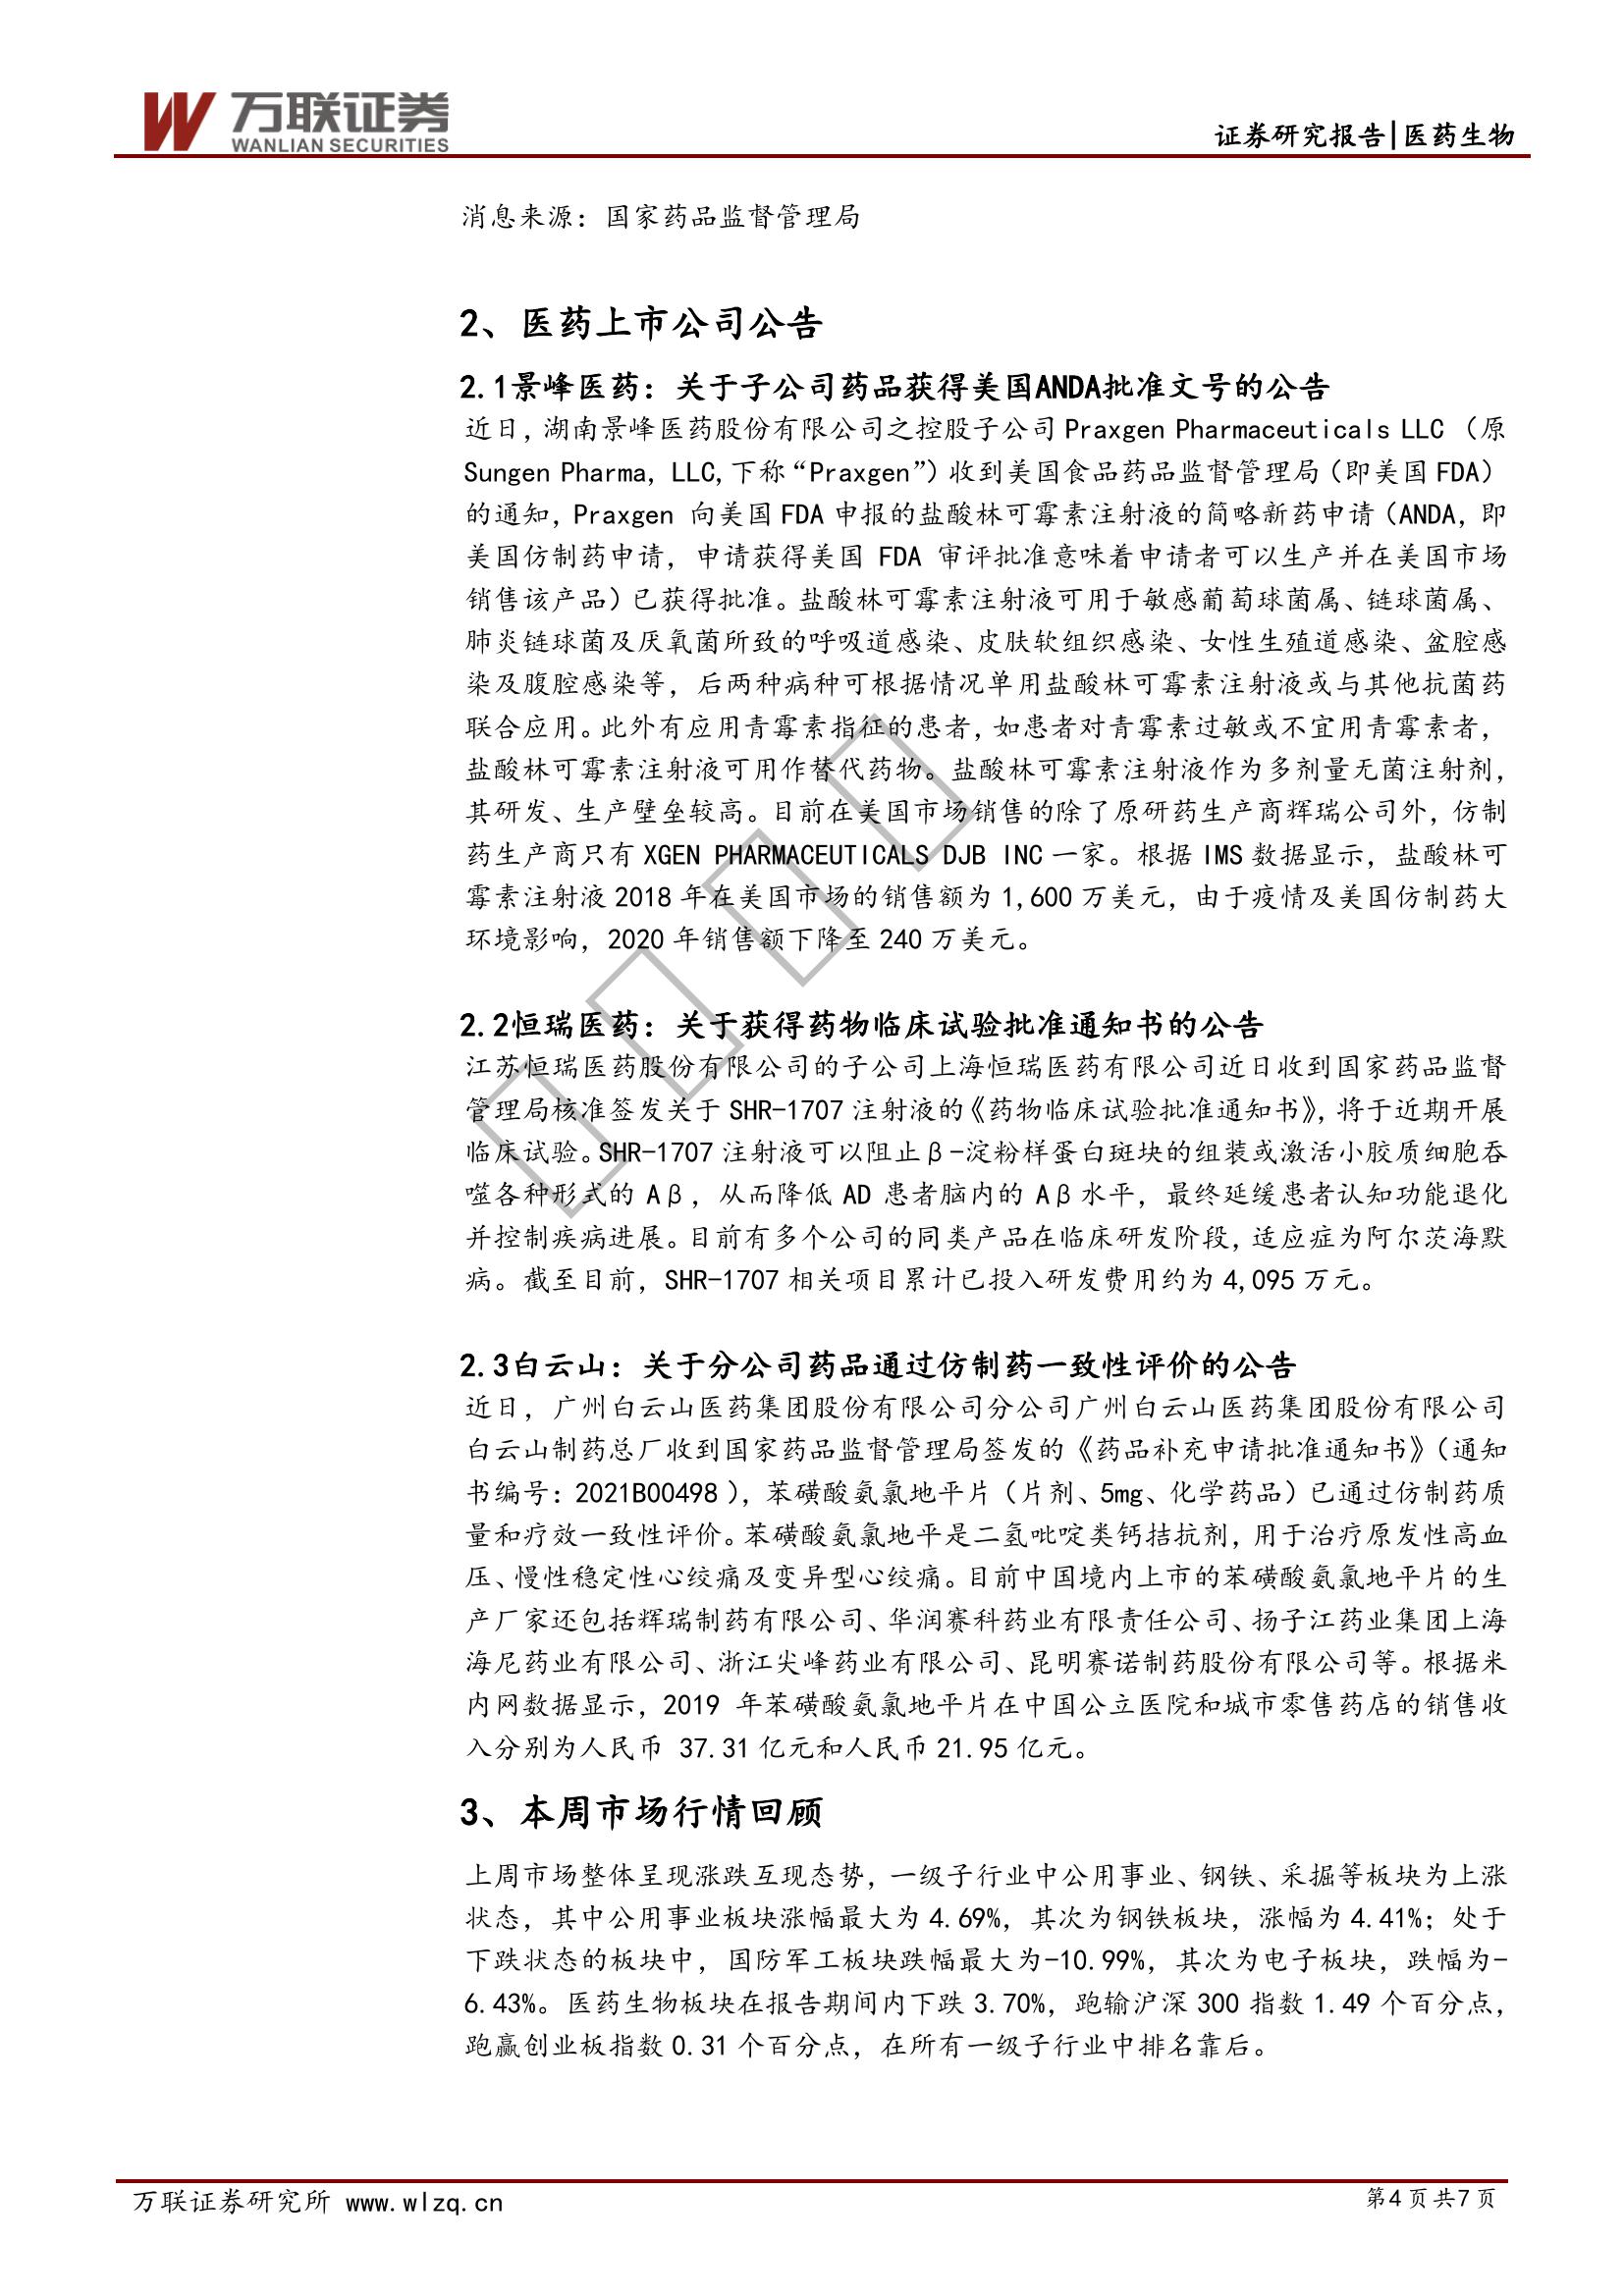 万联证券
WANLIAN SECURITIES
证券研究报告|医药生物
消息来源：国家药品监督管理局
2、医药上市公司公告
2.1景峰医药：关于子公司药品获得美国ANDA批准文号的公告
近日，湖南景峰医药股份有限公司之控股子公司 Praxgen Pharmaceuticals LLC （原
Sungen Pharma, LLC,下称“Praxgen”）收到美国食品药品监督管理局（即美国 FDA）
的通知，Praxgen 向美国 FDA 申报的盐酸林可霉素注射液的简略新药申请（ANDA，即
美国仿制药申请，申请获得美国 FDA 审评批准意味着申请者可以生产并在美国市场
销售该产品）已获得批准。盐酸林可霉素注射液可用于敏感葡萄球菌属、链球菌属、
肺炎链球菌及厌氧菌所致的呼吸道感染、皮肤软组织感染、女性生殖道感染、盆腔感
染及腹腔感染等，后两种病种可根据情况单用盐酸林可霉素注射液或与其他抗菌药
联合应用。此外有应用青霉素指征的患者，如患者对青霉素过敏或不宜用青霉素者，
盐酸林可霉素注射液可用作替代药物。盐酸林可霉素注射液作为多剂量无菌注射剂，
其研发、生产壁垒较高。目前在美国市场销售的除了原研药生产商辉瑞公司外，仿制
药生产商只有 XGEN PHARMACEUTICALS DJB INC 一家。根据 IMS 数据显示，盐酸林可
霉素注射液 2018 年在美国市场的销售额为 1,600 万美元，由于疫情及美国仿制药大
环境影响，2020 年销售额下降至 240 万美元。
2.2恒瑞医药：关于获得药物临床试验批准通知书的公告
江苏恒瑞医药股份有限公司的子公司上海恒瑞医药有限公司近日收到国家药品监督
管理局核准签发关于 SHR-1707 注射液的《药物临床试验批准通知书》，将于近期开展
临床试验。SHR-1707 注射液可以阻止β-淀粉样蛋白斑块的组装或激活小胶质细胞吞
噬各种形式的 Aβ，从而降低 AD 患者脑内的 Aβ水平，最终延缓患者认知功能退化
并控制疾病进展。目前有多个公司的同类产品在临床研发阶段，适应症为阿尔茨海默
病。截至目前，SHR-1707 相关项目累计已投入研发费用约为 4,095 万元。
2.3白云山：关于分公司药品通过仿制药一致性评价的公告
近日，广州白云山医药集团股份有限公司分公司广州白云山医药集团股份有限公司
白云山制药总厂收到国家药品监督管理局签发的《药品补充申请批准通知书》（通知
书编号：2021B00498 ），苯磺酸氨氯地平片（片剂、5mg、化学药品）已通过仿制药质
量和疗效一致性评价。苯磺酸氨氯地平是二氢吡啶类钙拮抗剂，用于治疗原发性高血
压、慢性稳定性心绞痛及变异型心绞痛。目前中国境内上市的苯磺酸氨氯地平片的生
产厂家还包括辉瑞制药有限公司、华润赛科药业有限责任公司、扬子江药业集团上海
海尼药业有限公司、浙江尖峰药业有限公司、昆明赛诺制药股份有限公司等。根据米
内网数据显示，2019 年苯磺酸氨氯地平片在中国公立医院和城市零售药店的销售收
入分别为人民币 37.31 亿元和人民币 21.95 亿元。
3、本周市场行情回顾
上周市场整体呈现涨跌互现态势，一级子行业中公用事业、钢铁、采掘等板块为上涨
状态，其中公用事业板块涨幅最大为 4.69%，其次为钢铁板块，涨幅为 4.41%；处于
下跌状态的板块中，国防军工板块跌幅最大为-10.99%，其次为电子板块，跌幅为-
6.43%。医药生物板块在报告期间内下跌 3.70%，跑输沪深 300 指数 1.49 个百分点，
跑赢创业板指数 0.31 个百分点，在所有一级子行业中排名靠后。
万联证券研究所 www.wlzq.cn
第 4 页 共 7 页